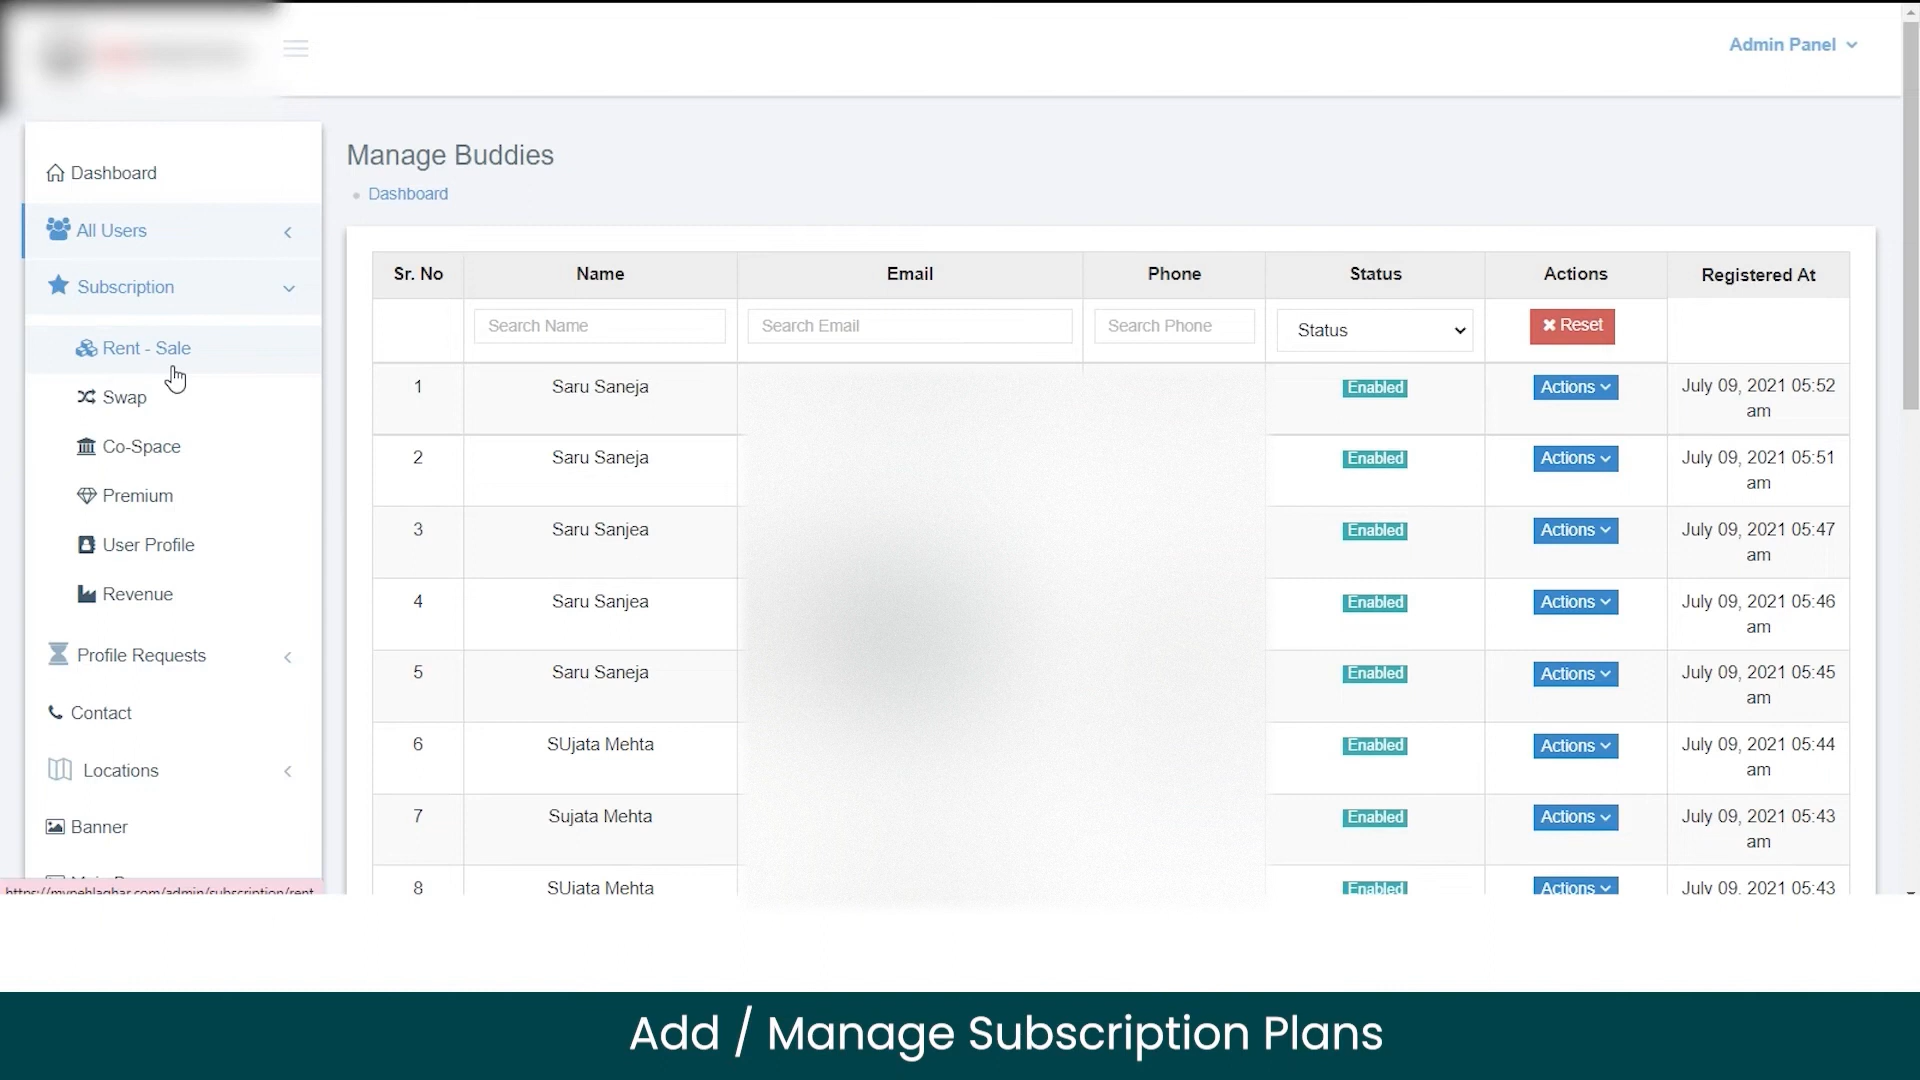 Admin Panel
Dashboard
All Users
Subscription
Rent - Sale
Swap
Co-Space
Premium
User Profile
Revenue
Profile Requests
Contact
Locations
Banner
https://mypehlaghar.com/admin/subscription/rent
Manage Buddies
Dashboard
Sr. No Name Email Phone Status Actions Registered At
Search Name Search Email Search Phone Status Reset
1 Saru Saneja Enabled Actions July 09, 2021 05:52
am
2 Saru Saneja Enabled Actions July 09, 2021 05:51
am
3 Saru Sanjea Enabled Actions July 09, 2021 05:47
am
4 Saru Sanjea Enabled Actions July 09, 2021 05:46
am
5 Saru Saneja Enabled Actions July 09, 2021 05:45
am
6 SUjata Mehta Enabled Actions July 09, 2021 05:44
am
7 Sujata Mehta Enabled Actions July 09, 2021 05:43
am
8 SUjata Mehta Enabled Actions July 09, 2021 05:43
Add / Manage Subscription Plans